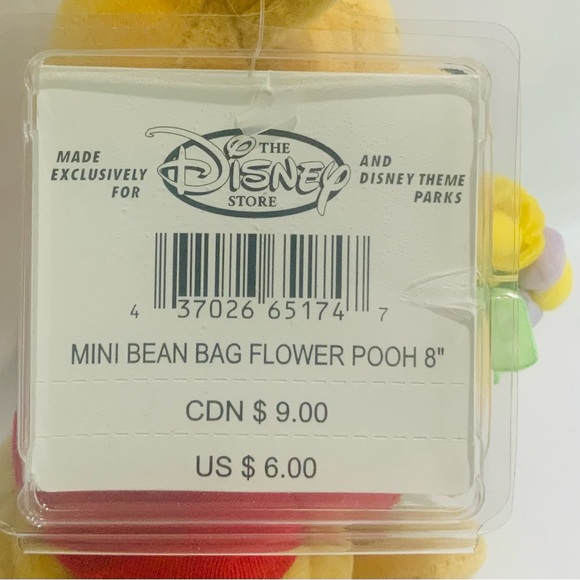 MADE
EXCLUSIVELY
FOR
THE
DISNEY
STORE
AND
DISNEY THEME
PARKS
4 37026 65174 7
MINI BEAN BAG FLOWER POOH 8"
CDN $ 9.00
US $ 6.00